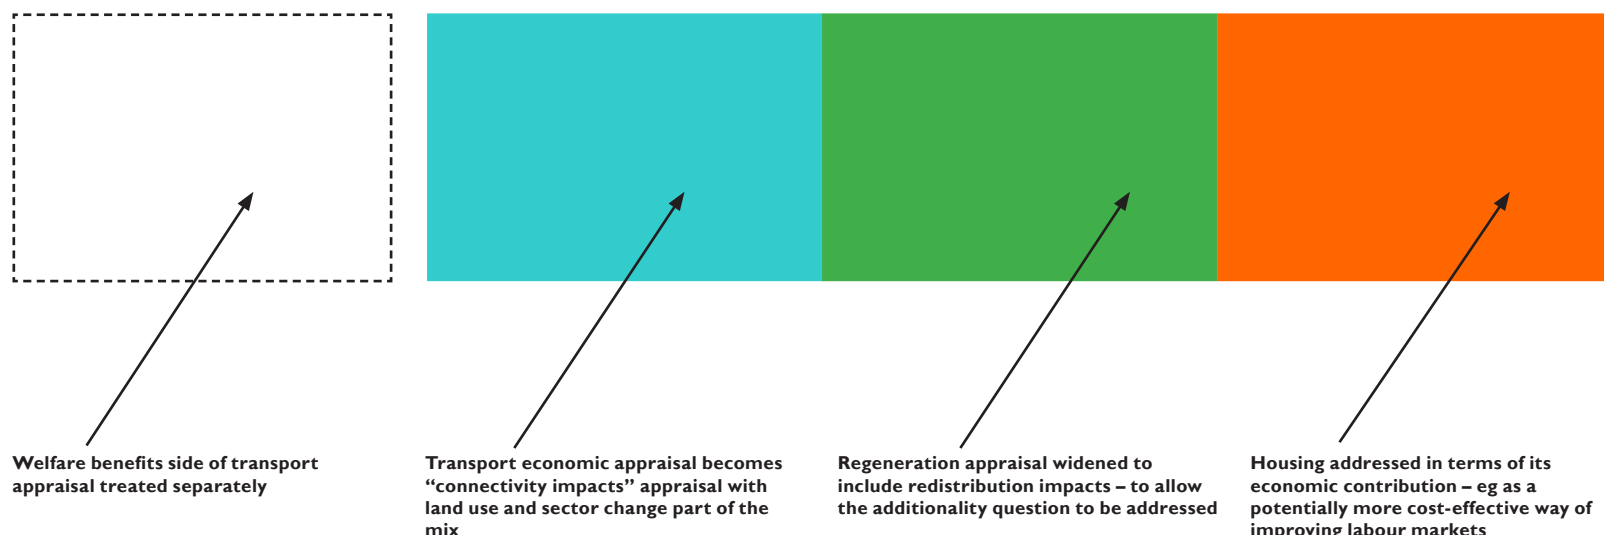 Welfare benefits side of transport
appraisal treated separately
Transport economic appraisal becomes
“connectivity impacts” appraisal with
land use and sector change part of the
mix
Regeneration appraisal widened to
include redistribution impacts – to allow
the additionality question to be addressed
Housing addressed in terms of its
economic contribution – eg as a
potentially more cost-effective way of
improving labour markets